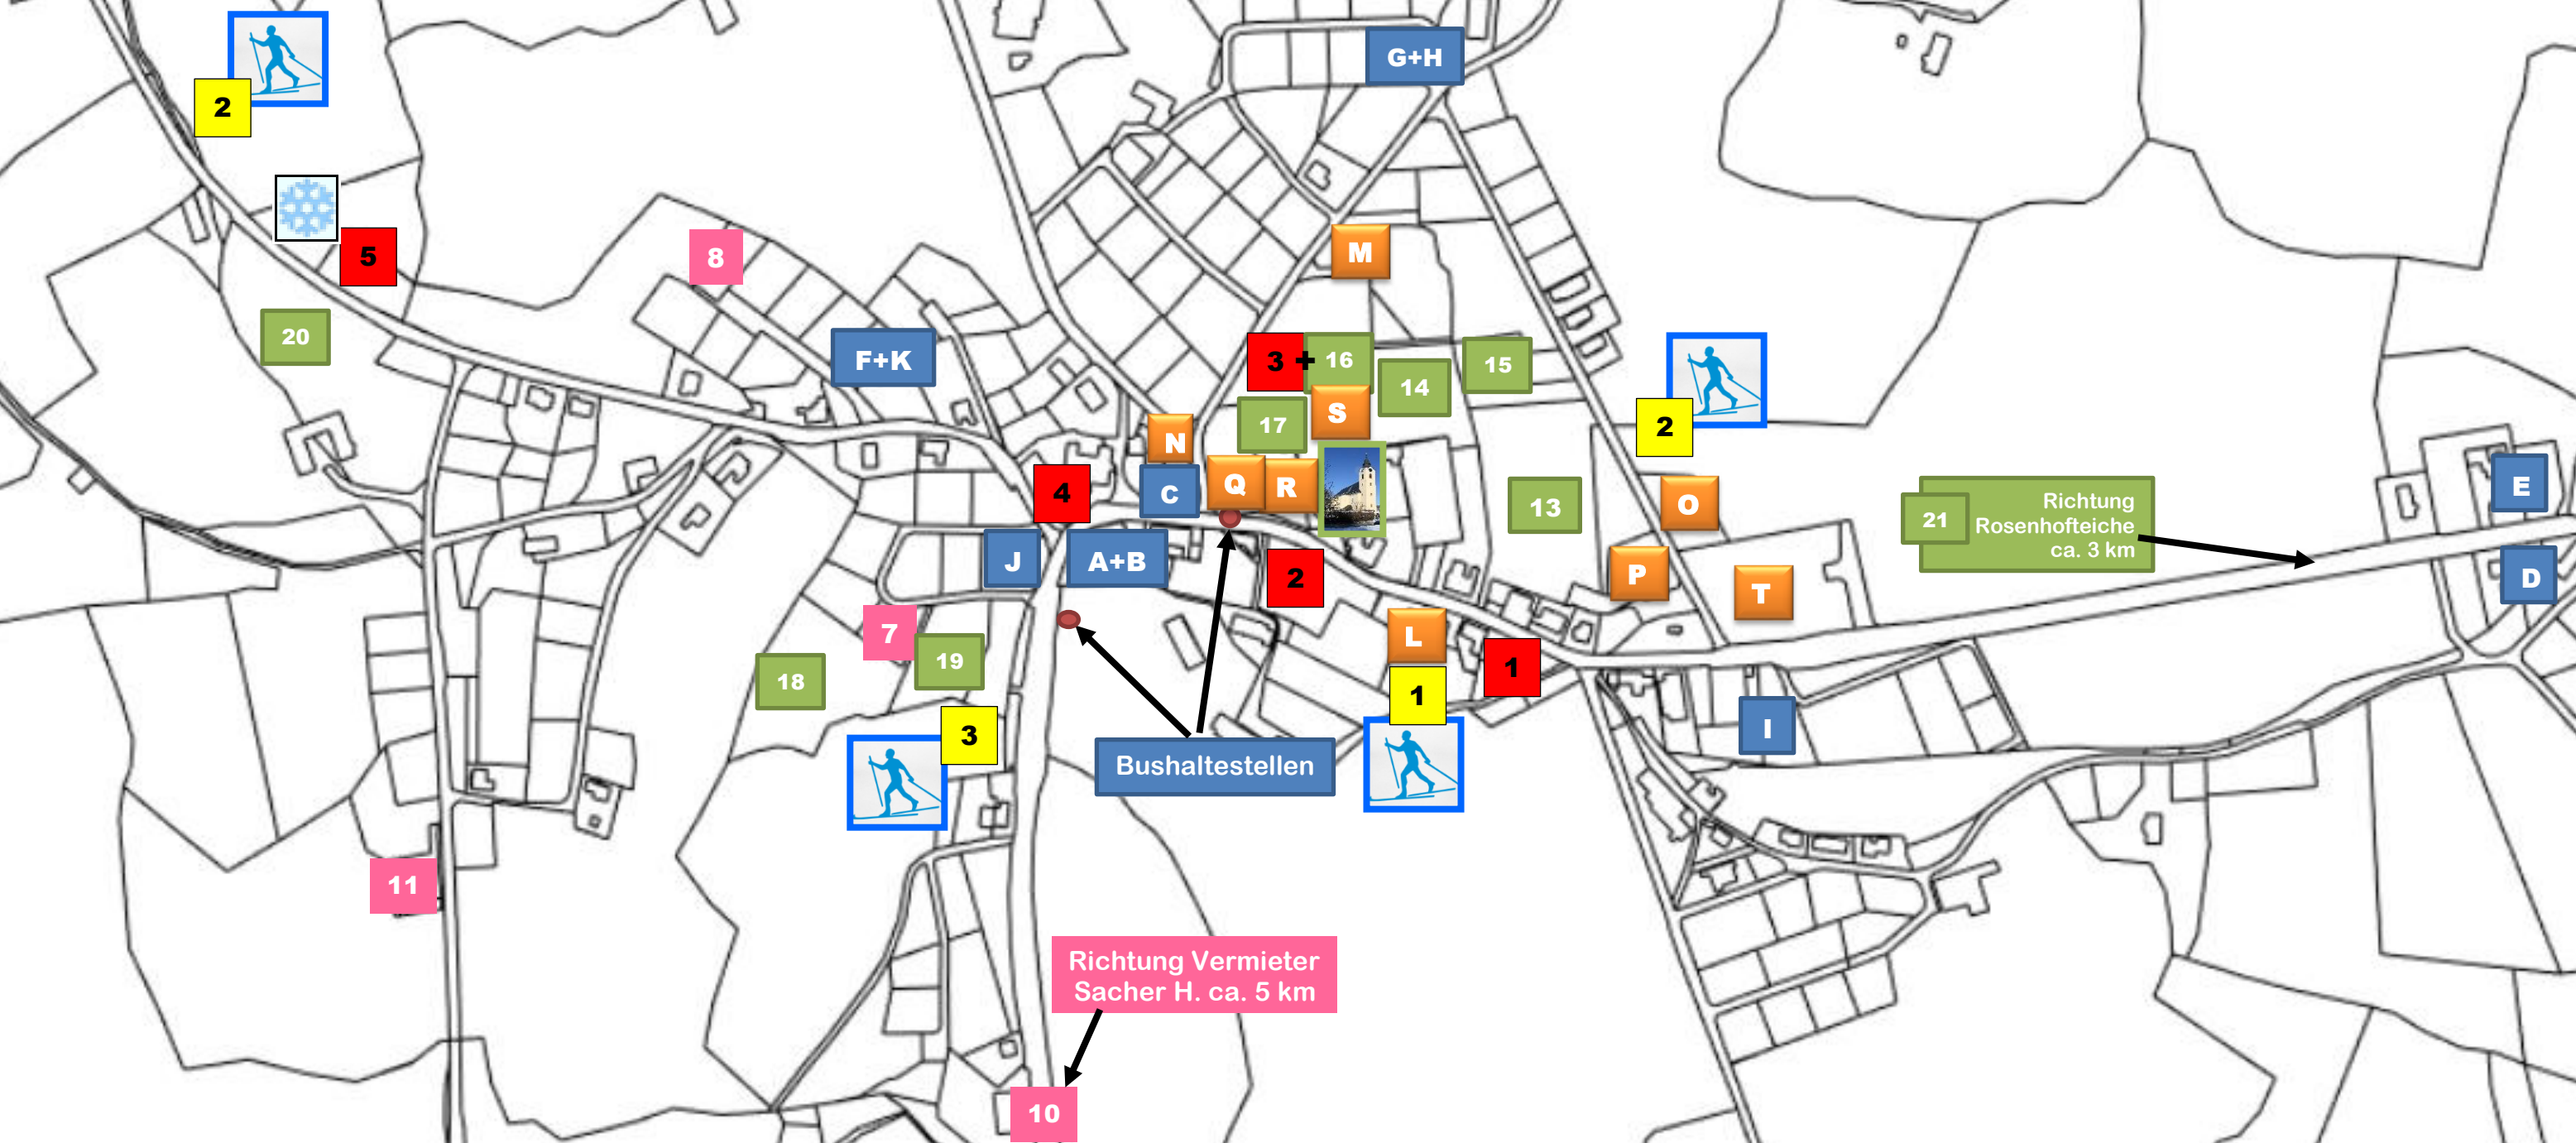 G+H
2
M
5
8
20
F+K
3 + 16
14
15
S
2
17
N
4
C
Q
R
13
O
21
Richtung
Rosenhofteiche
ca. 3 km
E
J
A+B
2
P
T
D
7
19
18
L
1
1
3
I
Bushaltestellen
11
Richtung Vermieter
Sacher H. ca. 5 km
10